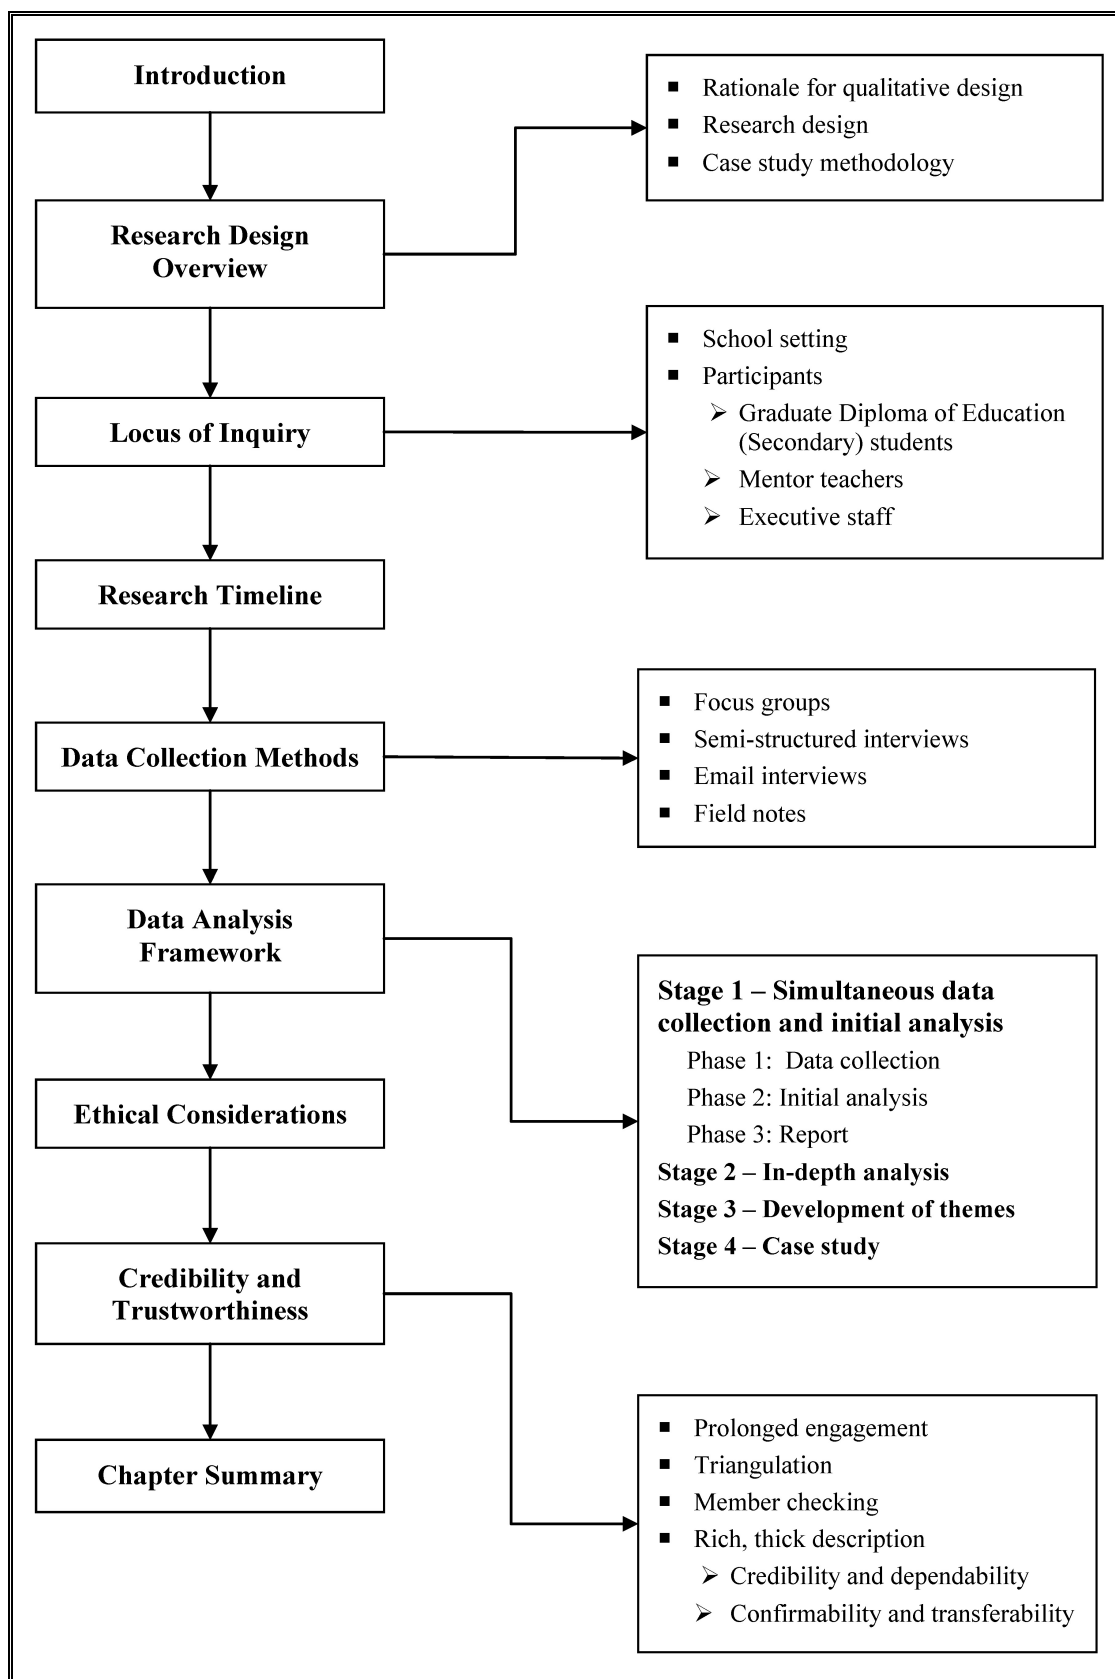 Introduction
■ Rationale for qualitative design
■ Research design
■ Case study methodology
Research Design
Overview
■ School setting
■ Participants
➢ Graduate Diploma of Education
(Secondary) students
➢ Mentor teachers
➢ Executive staff
Locus of Inquiry
Research Timeline
■ Focus groups
■ Semi-structured interviews
■ Email interviews
■ Field notes
Data Collection Methods
Data Analysis
Framework
Stage 1 – Simultaneous data
collection and initial analysis
Phase 1:  Data collection
Phase 2: Initial analysis
Phase 3: Report
Stage 2 – In-depth analysis
Stage 3 – Development of themes
Stage 4 – Case study
Ethical Considerations
Credibility and
Trustworthiness
■ Prolonged engagement
■ Triangulation
■ Member checking
■ Rich, thick description
➢ Credibility and dependability
➢ Confirmability and transferability
Chapter Summary